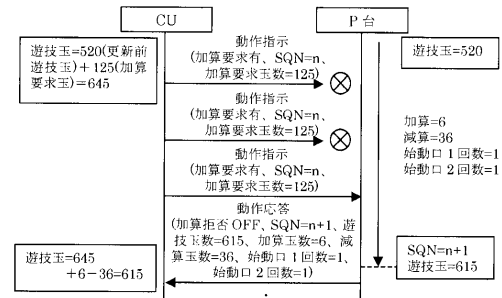 CU
P台
遊技玉=520(更新前
遊技玉)+125(加算
要求玉)=645
動作指示
(加算要求有、SQN=n、
加算要求玉数=125)
遊技玉=520
動作指示
(加算要求有、SQN=n、
加算要求玉数=125)
加算=6
減算=36
始動口1回数=1
始動口2回数=1
動作指示
(加算要求有、SQN=n、
加算要求玉数=125)
動作応答
(加算拒否OFF、SQN=n+1、遊
技玉数=615、加算玉数=6、減
算玉数=36、始動口1回数=1、
始動口2回数=1)
遊技玉=645
+6-36=615
SQN=n+1
遊技玉=615